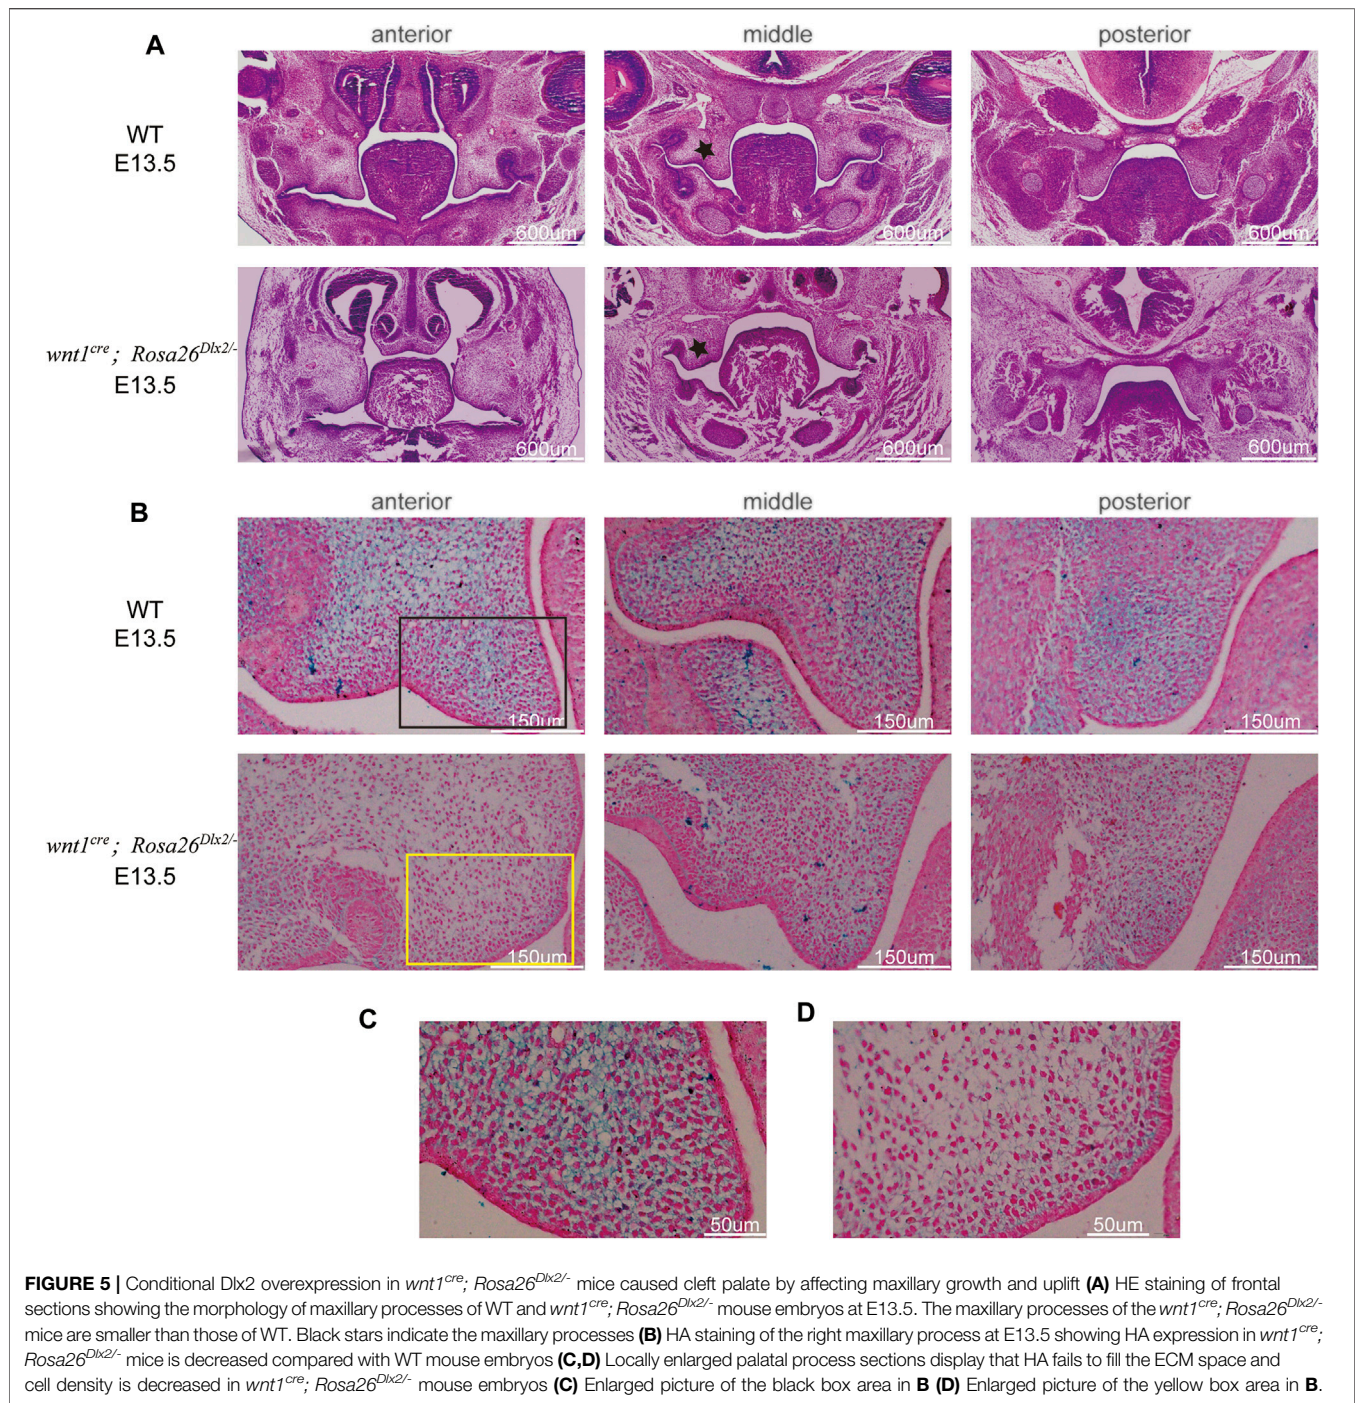 A
anterior middle posterior
WT
E13.5
600um 600um 600um
wnt1cre; Rosa26Dlx2/-
E13.5
600um 600um 600um
B
anterior middle posterior
WT
E13.5
150um 150um 150um
wnt1cre; Rosa26Dlx2/-
E13.5
150um 150um 150um
C D
50um 50um
FIGURE 5 | Conditional Dlx2 overexpression in wnt1cre; Rosa26Dlx2/- mice caused cleft palate by affecting maxillary growth and uplift (A) HE staining of frontal
sections showing the morphology of maxillary processes of WT and wnt1cre; Rosa26Dlx2/- mouse embryos at E13.5. The maxillary processes of the wnt1cre; Rosa26Dlx2/-
mice are smaller than those of WT. Black stars indicate the maxillary processes (B) HA staining of the right maxillary process at E13.5 showing HA expression in wnt1cre;
Rosa26Dlx2/- mice is decreased compared with WT mouse embryos (C,D) Locally enlarged palatal process sections display that HA fails to fill the ECM space and
cell density is decreased in wnt1cre; Rosa26Dlx2/- mouse embryos (C) Enlarged picture of the black box area in B (D) Enlarged picture of the yellow box area in B.